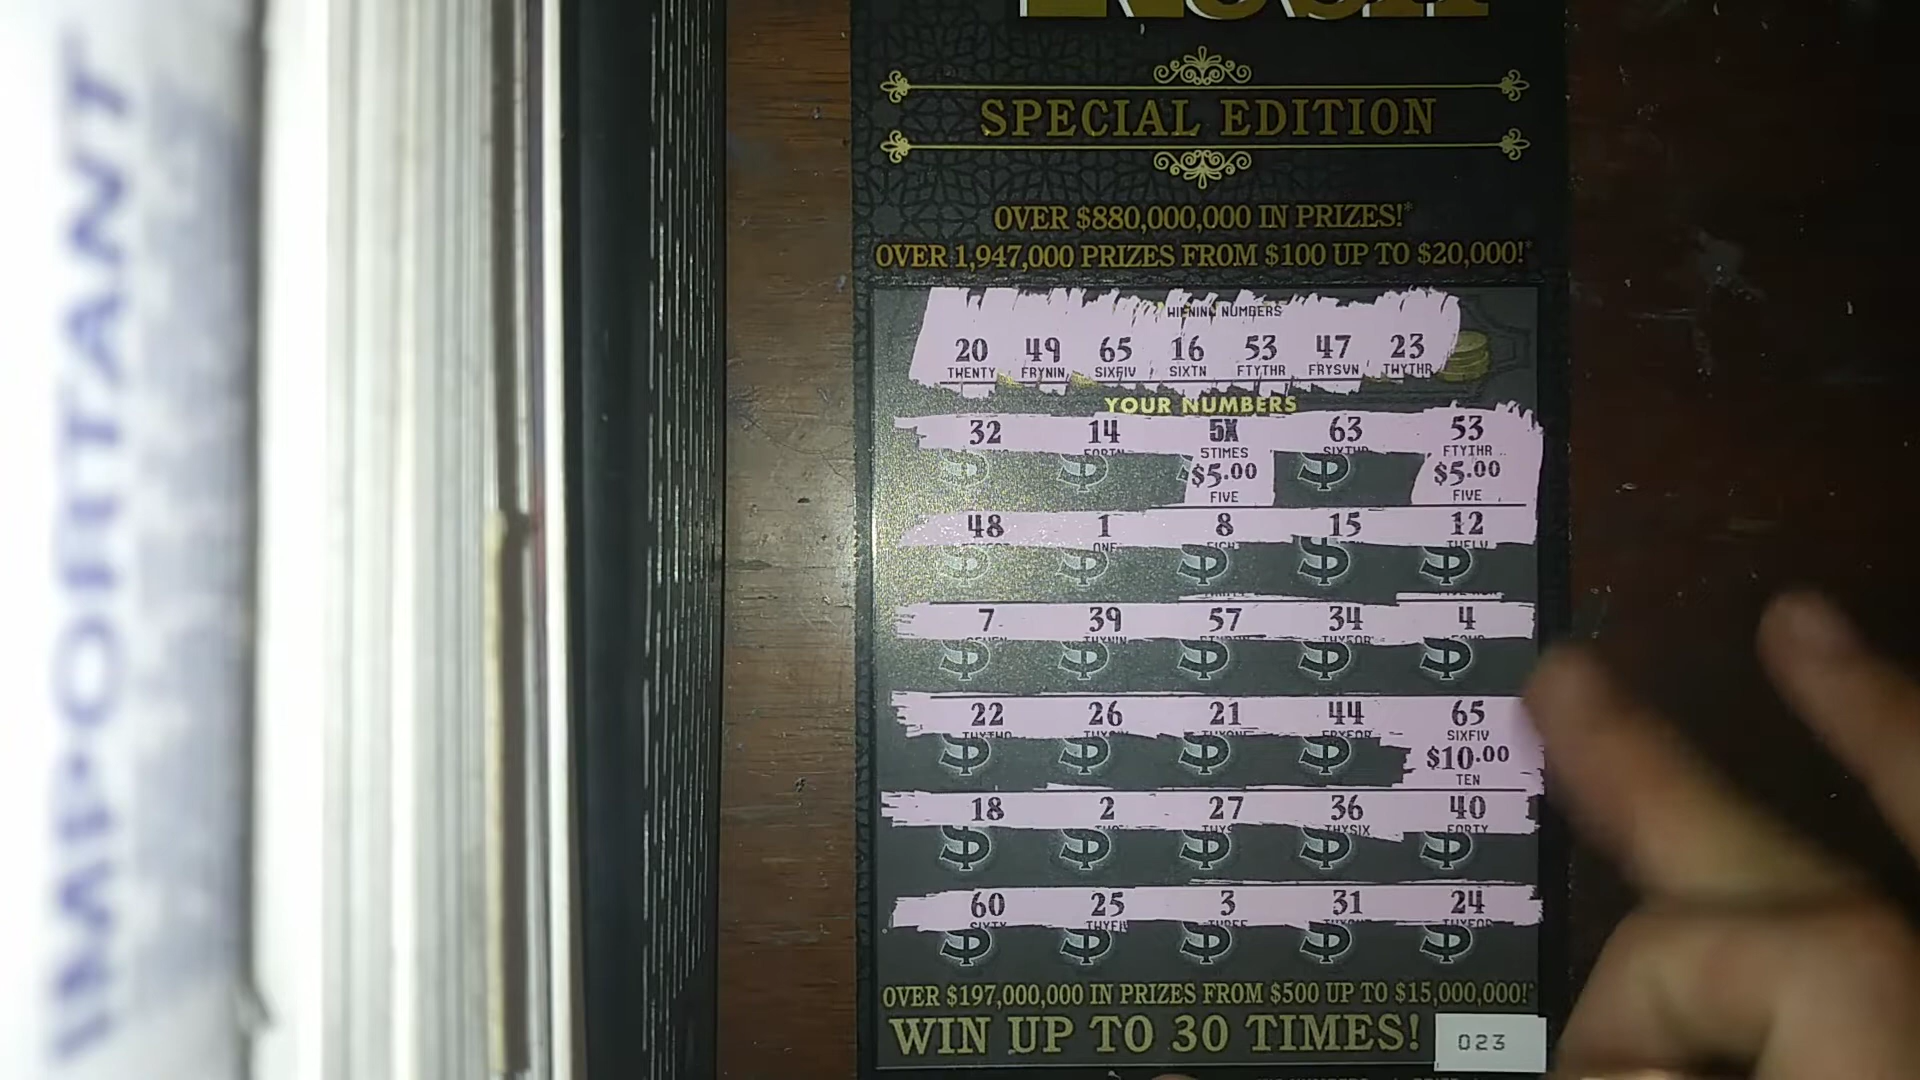 IMPORTANT
SPECIAL EDITION
OVER $880,000,000 IN PRIZES!*
OVER 1,947,000 PRIZES FROM $100 UP TO $20,000!*
WINNING NUMBERS
20 49 65 16 53 47 23
TWENTY FRYNIN SIXFIV SIXTN FTYTHR FRYSVN TWYTHR
YOUR NUMBERS
32 14 5X 63 53
5TIMES FTYTHR
$5.00 $5.00
FIVE FIVE
48 1 8 15 12
ONE
7 39 57 34 4
22 26 21 44 65
SIXFIV
$10.00
TEN
18 2 27 36 40
FORTY
60 25 3 31 24
OVER $197,000,000 IN PRIZES FROM $500 UP TO $15,000,000!*
WIN UP TO 30 TIMES!
023